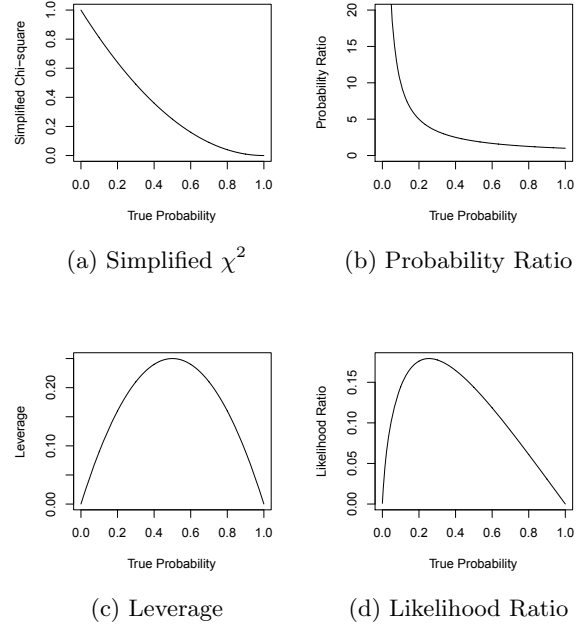 Simplified Chi−square
0.0 0.2 0.4 0.6 0.8 1.0
0.0 0.2 0.4 0.6 0.8 1.0
True Probability
(a) Simplified χ²
Probability Ratio
0 5 10 15 20
0.0 0.2 0.4 0.6 0.8 1.0
True Probability
(b) Probability Ratio
Leverage
0.00 0.10 0.20
0.0 0.2 0.4 0.6 0.8 1.0
True Probability
(c) Leverage
Likelihood Ratio
0.00 0.05 0.10 0.15
0.0 0.2 0.4 0.6 0.8 1.0
True Probability
(d) Likelihood Ratio